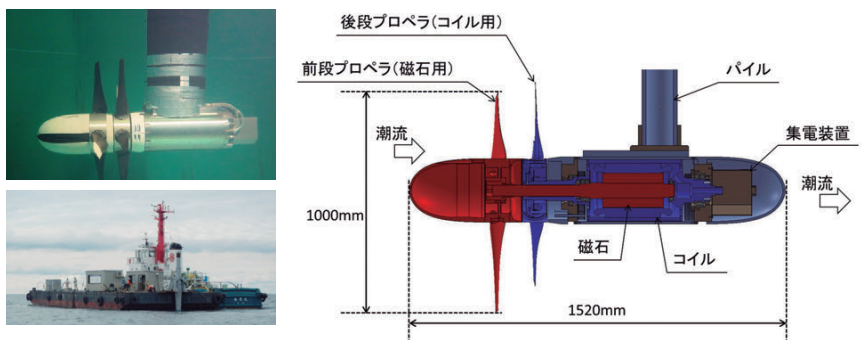 後段プロペラ(コイル用)
前段プロペラ(磁石用)
パイル
集電装置
潮流
潮流
1000mm
磁石
コイル
1520mm